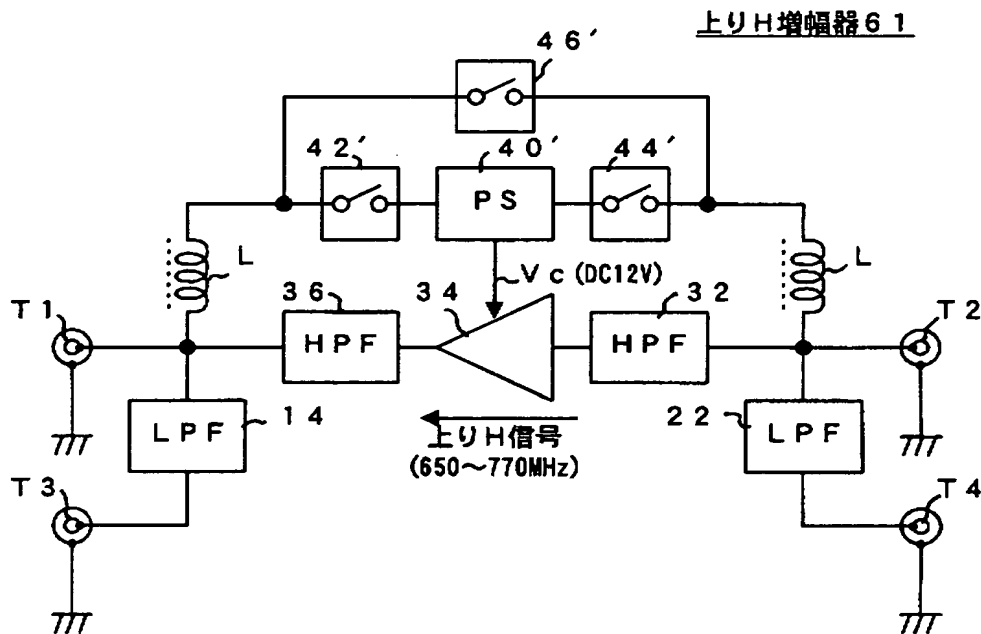 上りH増幅器61
46′
42′
40′
44′
PS
L
Vc(DC12V)
L
T1
36
34
32
T2
HPF
HPF
14
22
LPF
上りH信号
(650～770MHz)
LPF
T3
T4